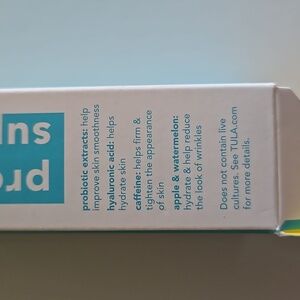 probiotic extracts: help
improve skin smoothness
hyaluronic acid: helps
hydrate skin
caffeine: helps firm &
tighten the appearance
of skin
apple & watermelon:
hydrate & help reduce
the look of wrinkles
Does not contain live
cultures. See TULA.com
for more details.